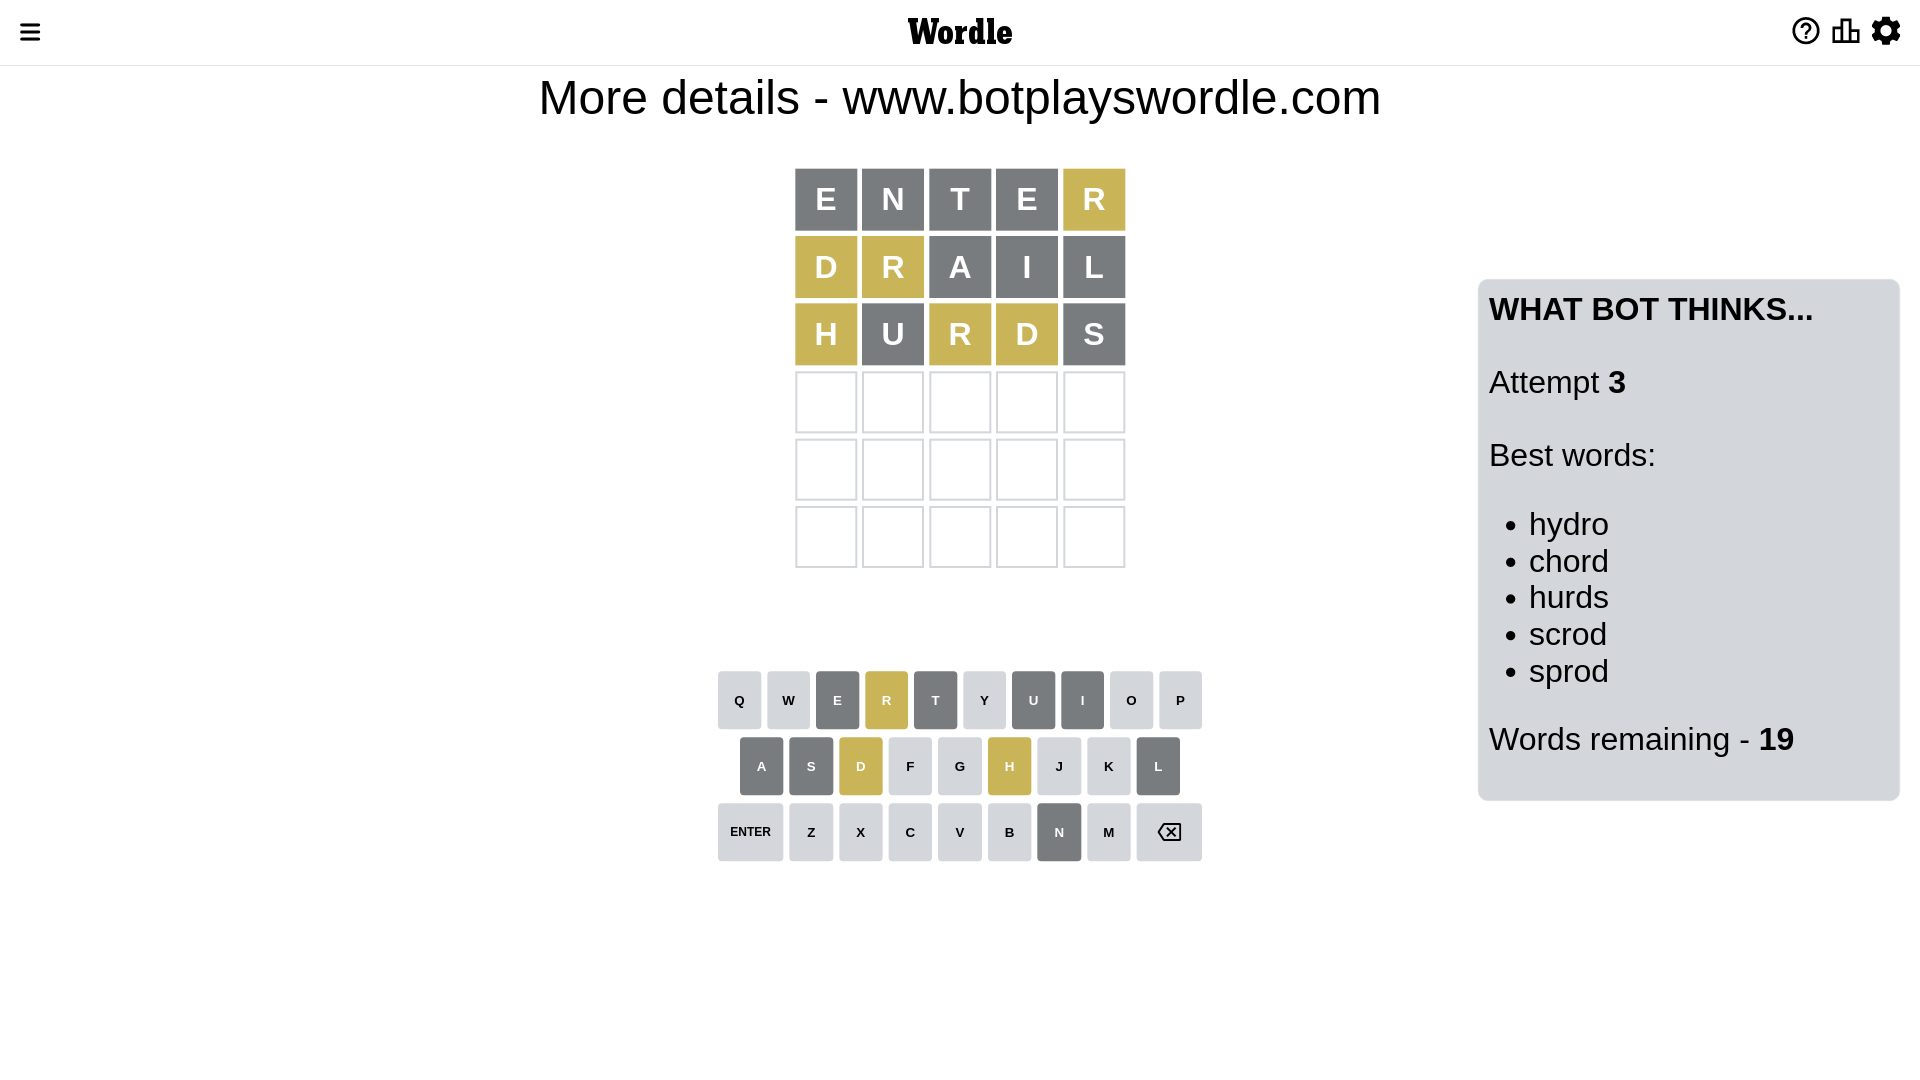 Wordle
More details - www.botplayswordle.com
E N T E R
D R A I L
H U R D S
WHAT BOT THINKS...
Attempt 3
Best words:
• hydro
• chord
• hurds
• scrod
• sprod
Words remaining - 19
Q W E R T Y U I O P
A S D F G H J K L
ENTER Z X C V B N M